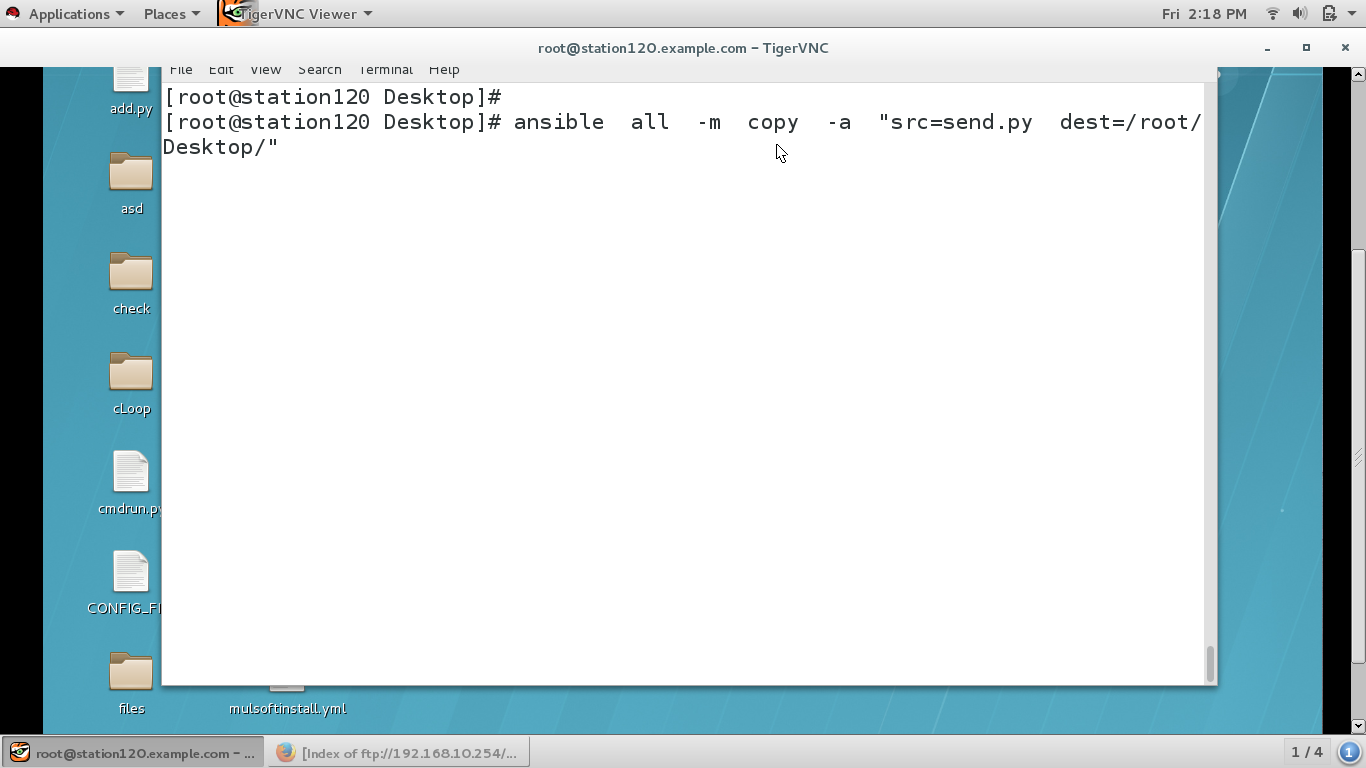 Applications Places TigerVNC Viewer Fri 2:18 PM
root@station120.example.com – TigerVNC
File Edit View Search Terminal Help
[root@station120 Desktop]#
[root@station120 Desktop]# ansible all -m copy -a "src=send.py dest=/root/
Desktop/"
add.py
asd
check
cLoop
cmdrun.py
CONFIG_FI
files
mulsoftinstall.yml
root@station120.example.com – ...
[Index of ftp://192.168.10.254/...
1 / 4
1